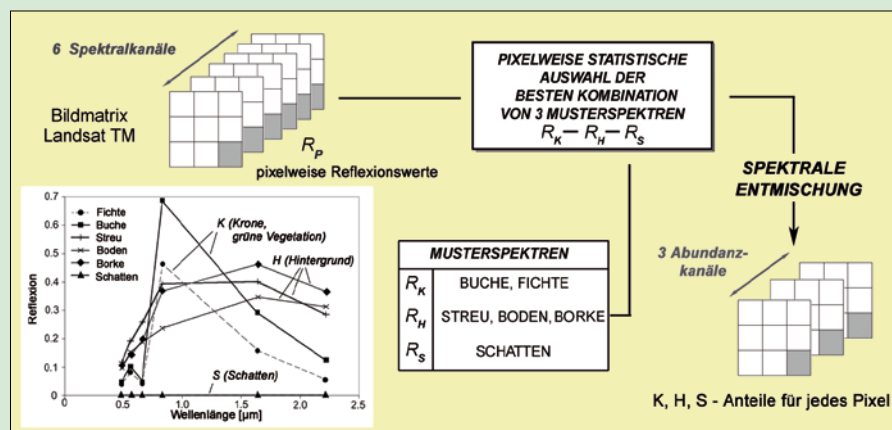 6 Spektralkanäle
Bildmatrix
Landsat TM
R_P
pixelweise Reflexionswerte
PIXELWEISE STATISTISCHE
AUSWAHL DER
BESTEN KOMBINATION
VON 3 MUSTERSPEKTREN
R_K — R_H — R_S
SPEKTRALE
ENTMISCHUNG
3 Abundanz-
kanäle
K, H, S - Anteile für jedes Pixel
MUSTERSPEKTREN
R_K BUCHE, FICHTE
R_H STREU, BODEN, BORKE
R_S SCHATTEN
Reflexion
0.7
0.6
0.5
0.4
0.3
0.2
0.1
0
Fichte
Buche
Streu
Boden
Borke
Schatten
K (Krone,
grüne Vegetation)
H (Hintergrund)
S (Schatten)
0 0.5 1.0 1.5 2.0 2.5
Wellenlänge [µm]